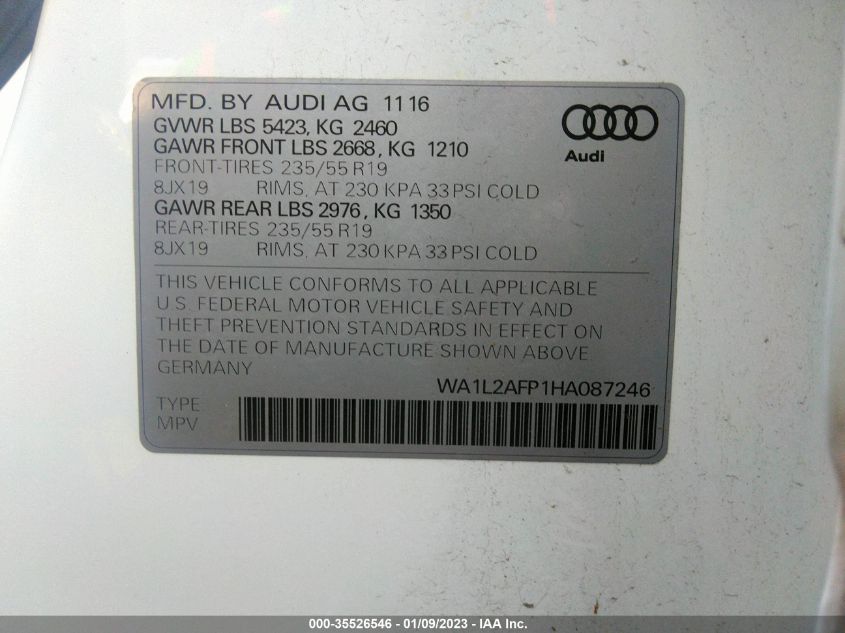 MFD. BY AUDI AG 11 16
GVWR LBS 5423, KG 2460
GAWR FRONT LBS 2668, KG 1210
FRONT-TIRES 235/55 R19
8JX19 RIMS, AT 230 KPA 33 PSI COLD
GAWR REAR LBS 2976, KG 1350
REAR-TIRES 235/55 R19
8JX19 RIMS, AT 230 KPA 33 PSI COLD
Audi
THIS VEHICLE CONFORMS TO ALL APPLICABLE
U.S. FEDERAL MOTOR VEHICLE SAFETY AND
THEFT PREVENTION STANDARDS IN EFFECT ON
THE DATE OF MANUFACTURE SHOWN ABOVE
GERMANY
WA1L2AFP1HA087246
TYPE
MPV
000-35526546 - 01/09/2023 - IAA Inc.